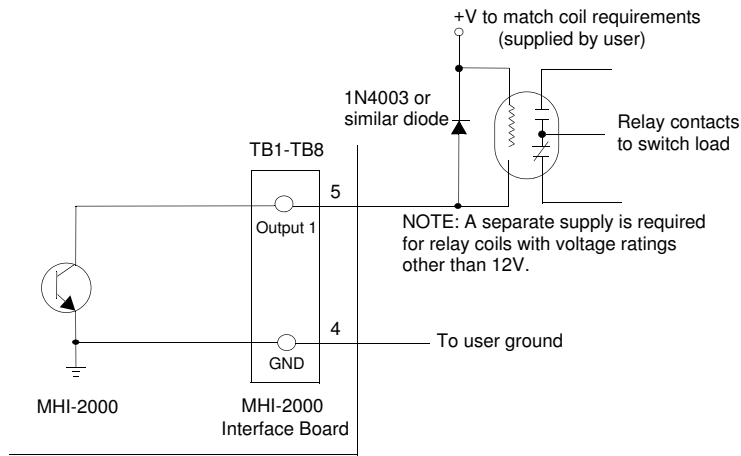 +V to match coil requirements
(supplied by user)
1N4003 or
similar diode
Relay contacts
to switch load
TB1-TB8
5
Output 1
NOTE: A separate supply is required
for relay coils with voltage ratings
other than 12V.
4
To user ground
GND
MHI-2000
MHI-2000
Interface Board